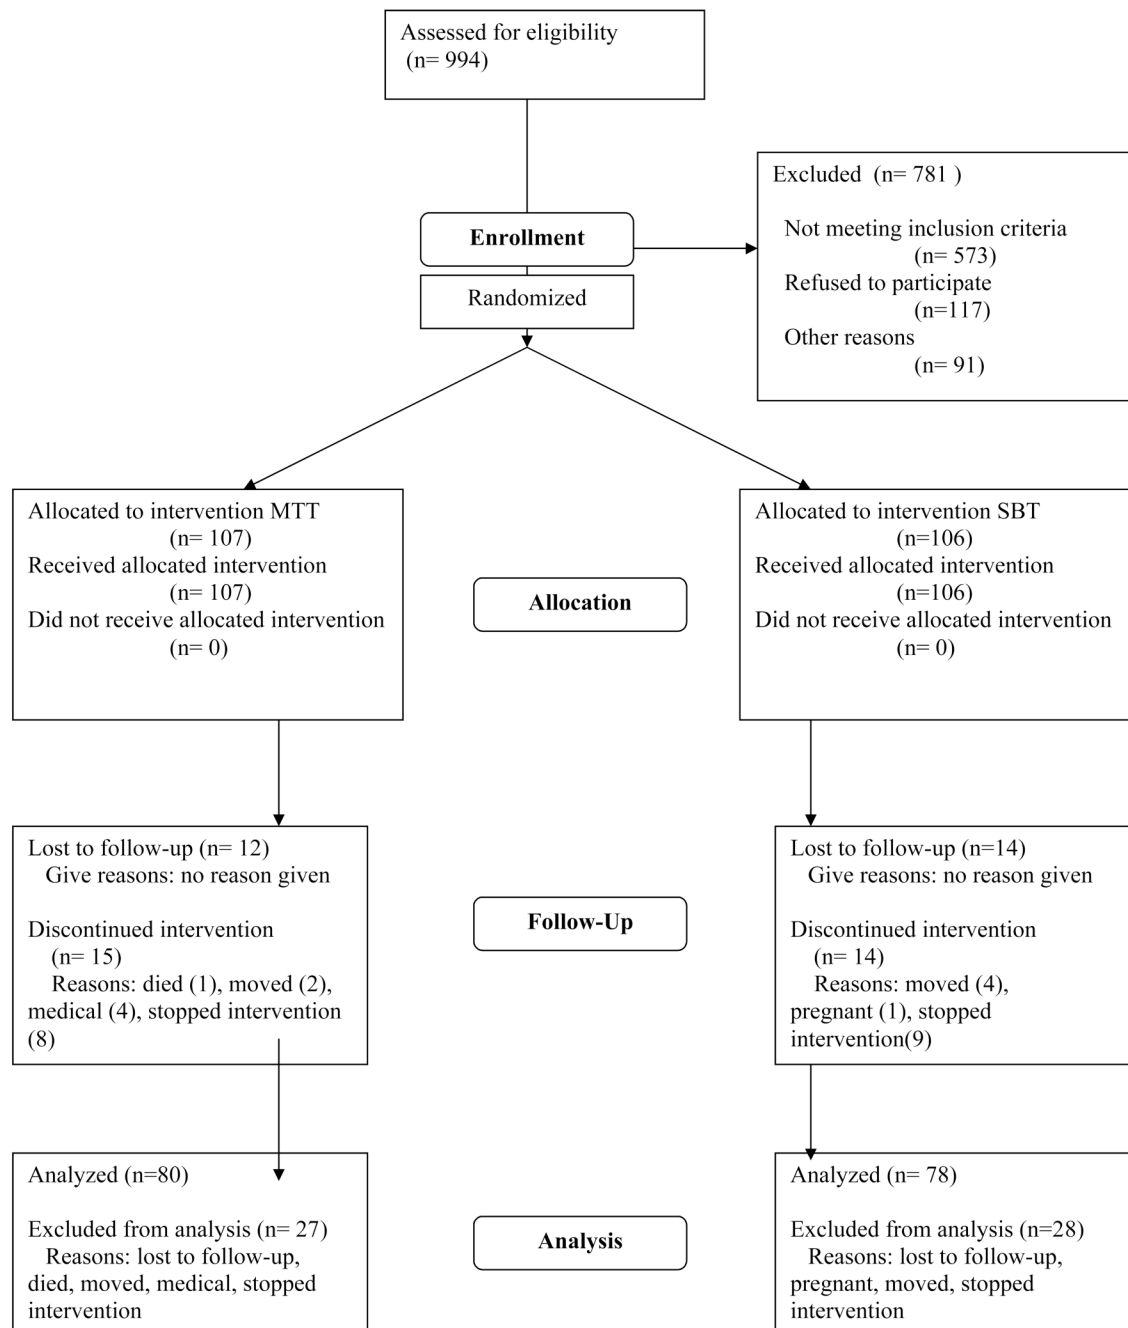 Assessed for eligibility
(n= 994)
Excluded (n= 781 )
Not meeting inclusion criteria
(n= 573)
Refused to participate
(n=117)
Other reasons
(n= 91)
Enrollment
Randomized
Allocated to intervention MTT
(n= 107)
Received allocated intervention
(n= 107)
Did not receive allocated intervention
(n= 0)
Allocation
Allocated to intervention SBT
(n=106)
Received allocated intervention
(n=106)
Did not receive allocated intervention
(n= 0)
Lost to follow-up (n= 12)
Give reasons: no reason given
Discontinued intervention
(n= 15)
Reasons: died (1), moved (2),
medical (4), stopped intervention
(8)
Follow-Up
Lost to follow-up (n=14)
Give reasons: no reason given
Discontinued intervention
(n= 14)
Reasons: moved (4),
pregnant (1), stopped
intervention(9)
Analyzed (n=80)
Excluded from analysis (n= 27)
Reasons: lost to follow-up,
died, moved, medical, stopped
intervention
Analysis
Analyzed (n= 78)
Excluded from analysis (n=28)
Reasons: lost to follow-up,
pregnant, moved, stopped
intervention